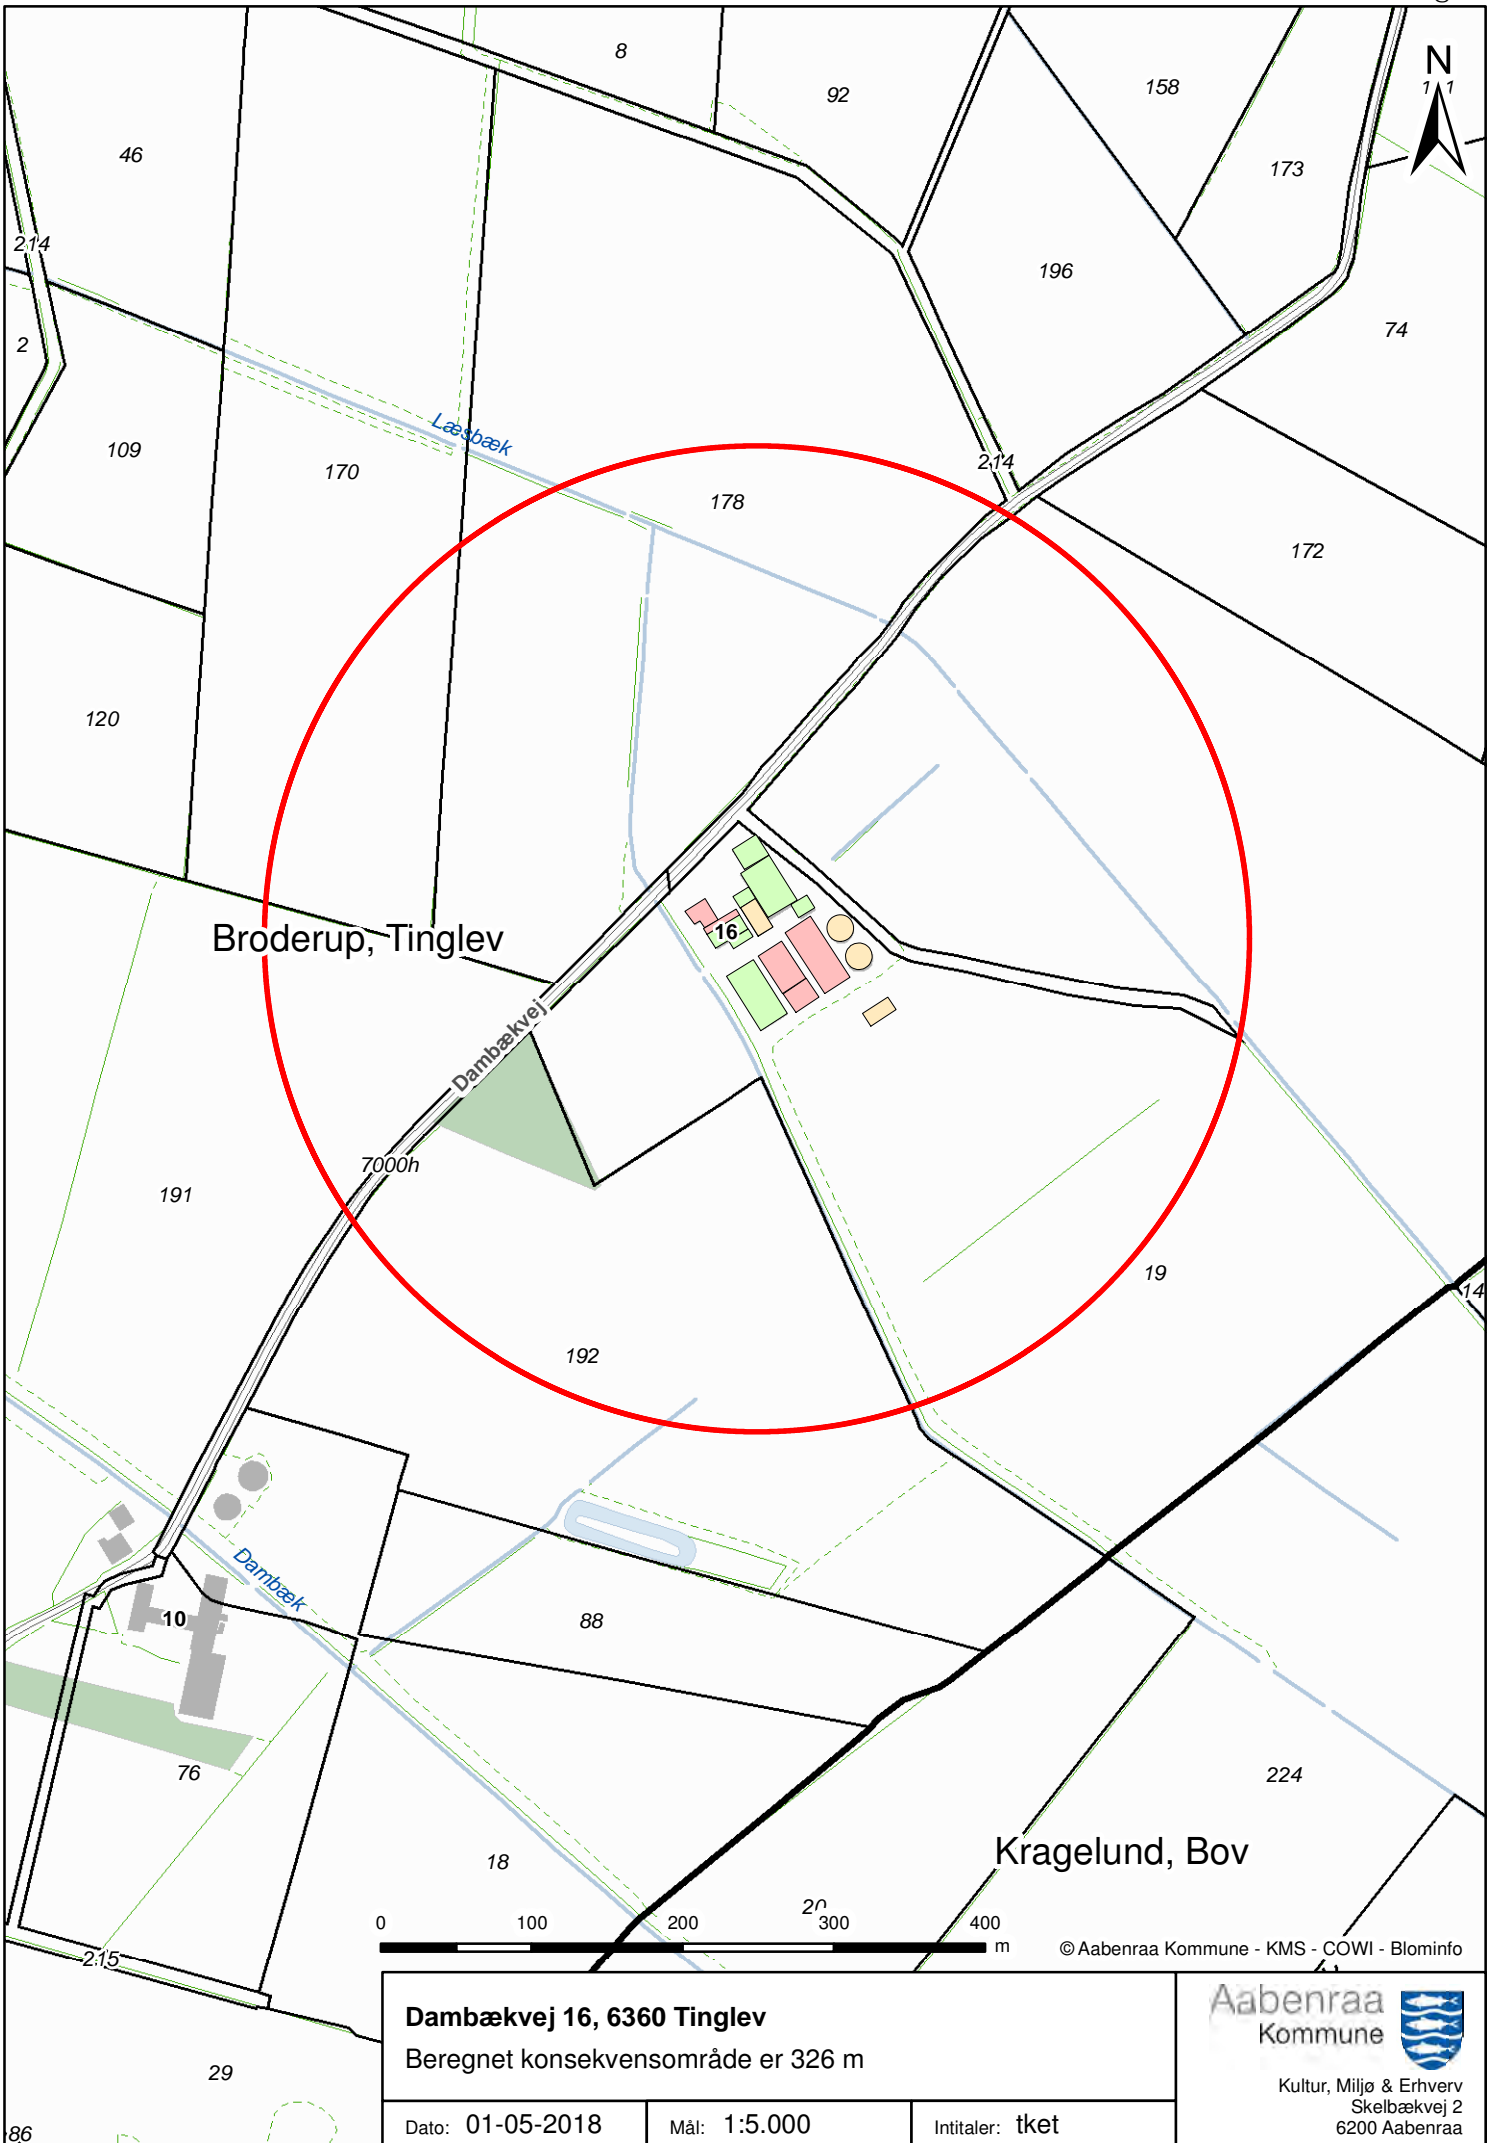 8
92
158
N
1 1
46
173
214
196
74
2
Læsbæk
109
170
214
178
172
120
16
Broderup, Tinglev
Dambækvej
7000h
191
19
14
192
Dambæk
10
88
76
224
Kragelund, Bov
18
0 100 200 300 400
m
215
© Aabenraa Kommune - KMS - COWI - Blominfo
Dambækvej 16, 6360 Tinglev
Beregnet konsekvensområde er 326 m
Aabenraa
Kommune
29
Kultur, Miljø & Erhverv
Skelbækvej 2
6200 Aabenraa
Dato: 01-05-2018
Mål: 1:5.000
Intitaler: tket
86